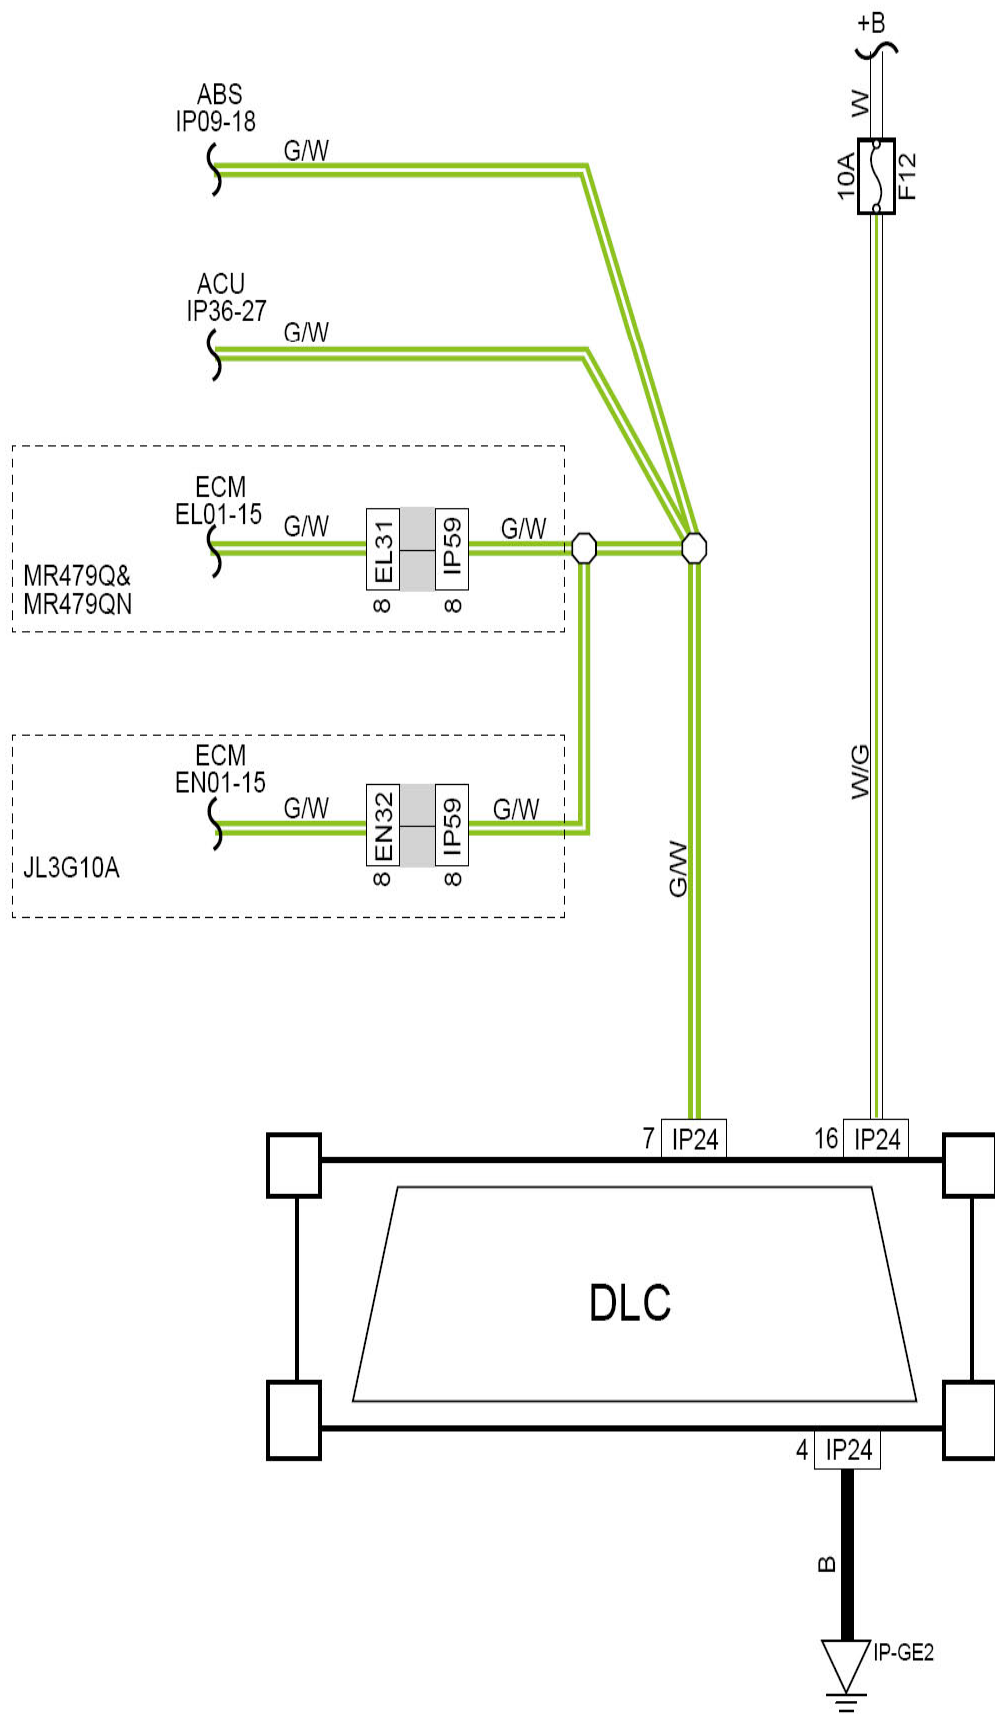 +B
W
10A
F12
ABS
IP09-18
G/W
ACU
IP36-27
G/W
ECM
EL01-15
G/W
EL31
8
IP59
8
G/W
MR479Q&
MR479QN
ECM
EN01-15
G/W
EN32
8
IP59
8
G/W
JL3G10A
G/W
W/G
7 IP24
16 IP24
DLC
4 IP24
B
IP-GE2